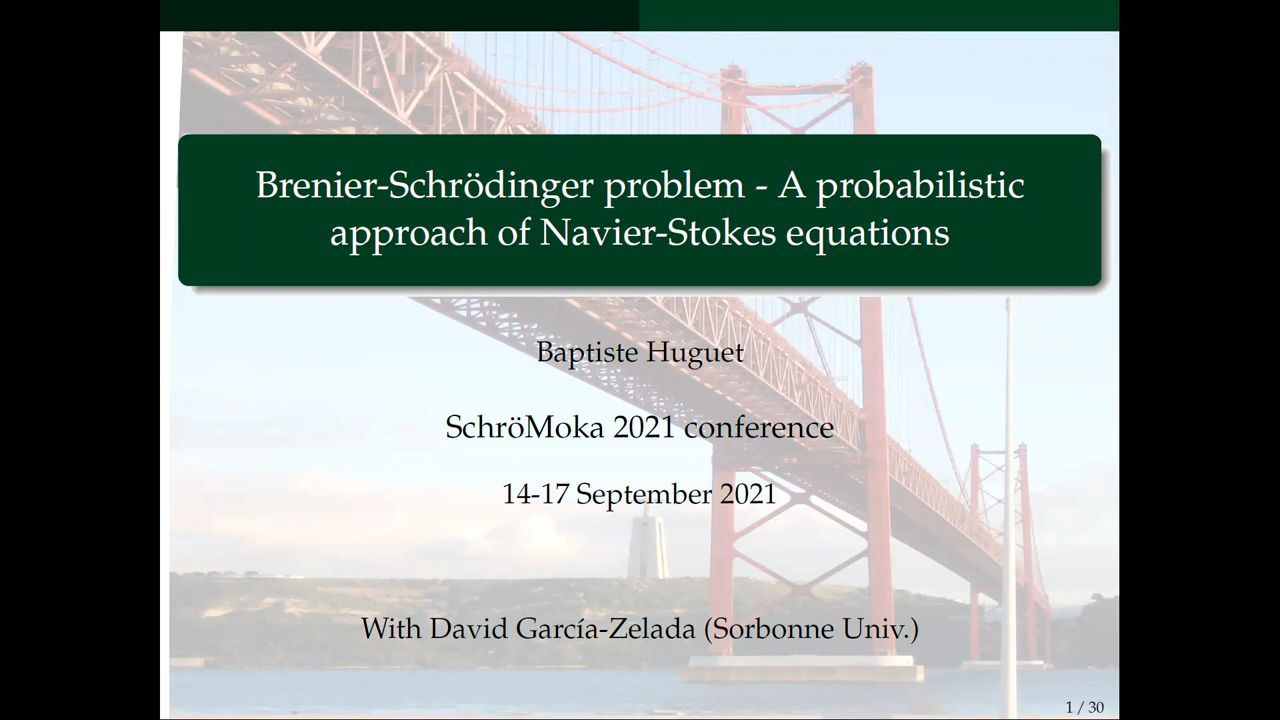 Brenier-Schrödinger problem - A probabilistic
approach of Navier-Stokes equations
Baptiste Huguet
SchröMoka 2021 conference
14-17 September 2021
With David García-Zelada (Sorbonne Univ.)
1 / 30